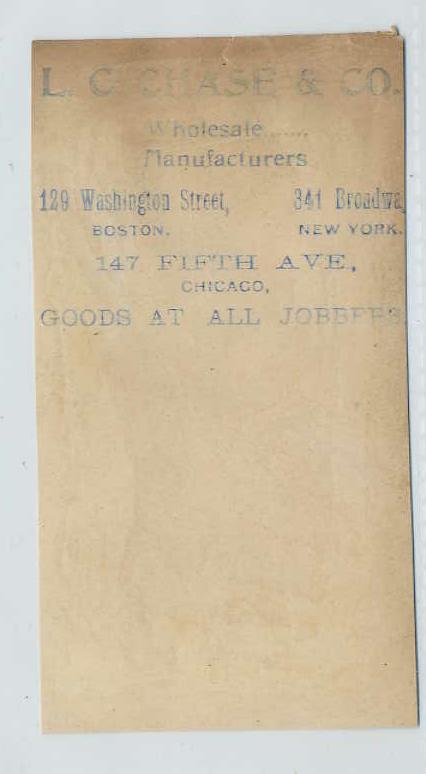 L. C. CHASE & CO.
Wholesale.......
Manufacturers
129 Washington Street, 341 Broadwa
BOSTON. NEW YORK.
147 FIFTH AVE.,
CHICAGO,
GOODS AT ALL JOBBERS.